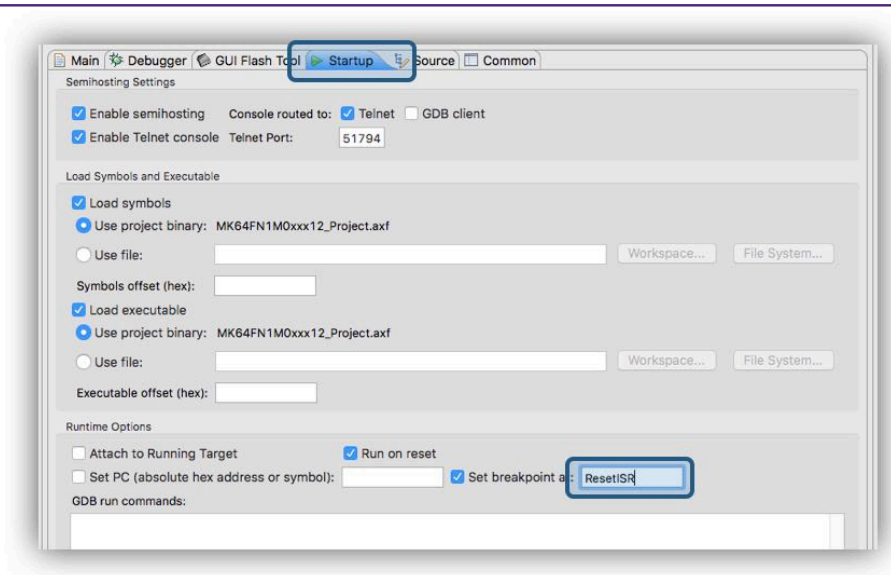 Main Debugger GUI Flash Tool Startup Source Common
Semihosting Settings
Enable semihosting Console routed to: Telnet GDB client
Enable Telnet console Telnet Port: 51794
Load Symbols and Executable
Load symbols
Use project binary: MK64FN1M0xxx12_Project.axf
Use file: Workspace... File System...
Symbols offset (hex):
Load executable
Use project binary: MK64FN1M0xxx12_Project.axf
Use file: Workspace... File System...
Executable offset (hex):
Runtime Options
Attach to Running Target Run on reset
Set PC (absolute hex address or symbol): Set breakpoint a : ResetISR
GDB run commands: